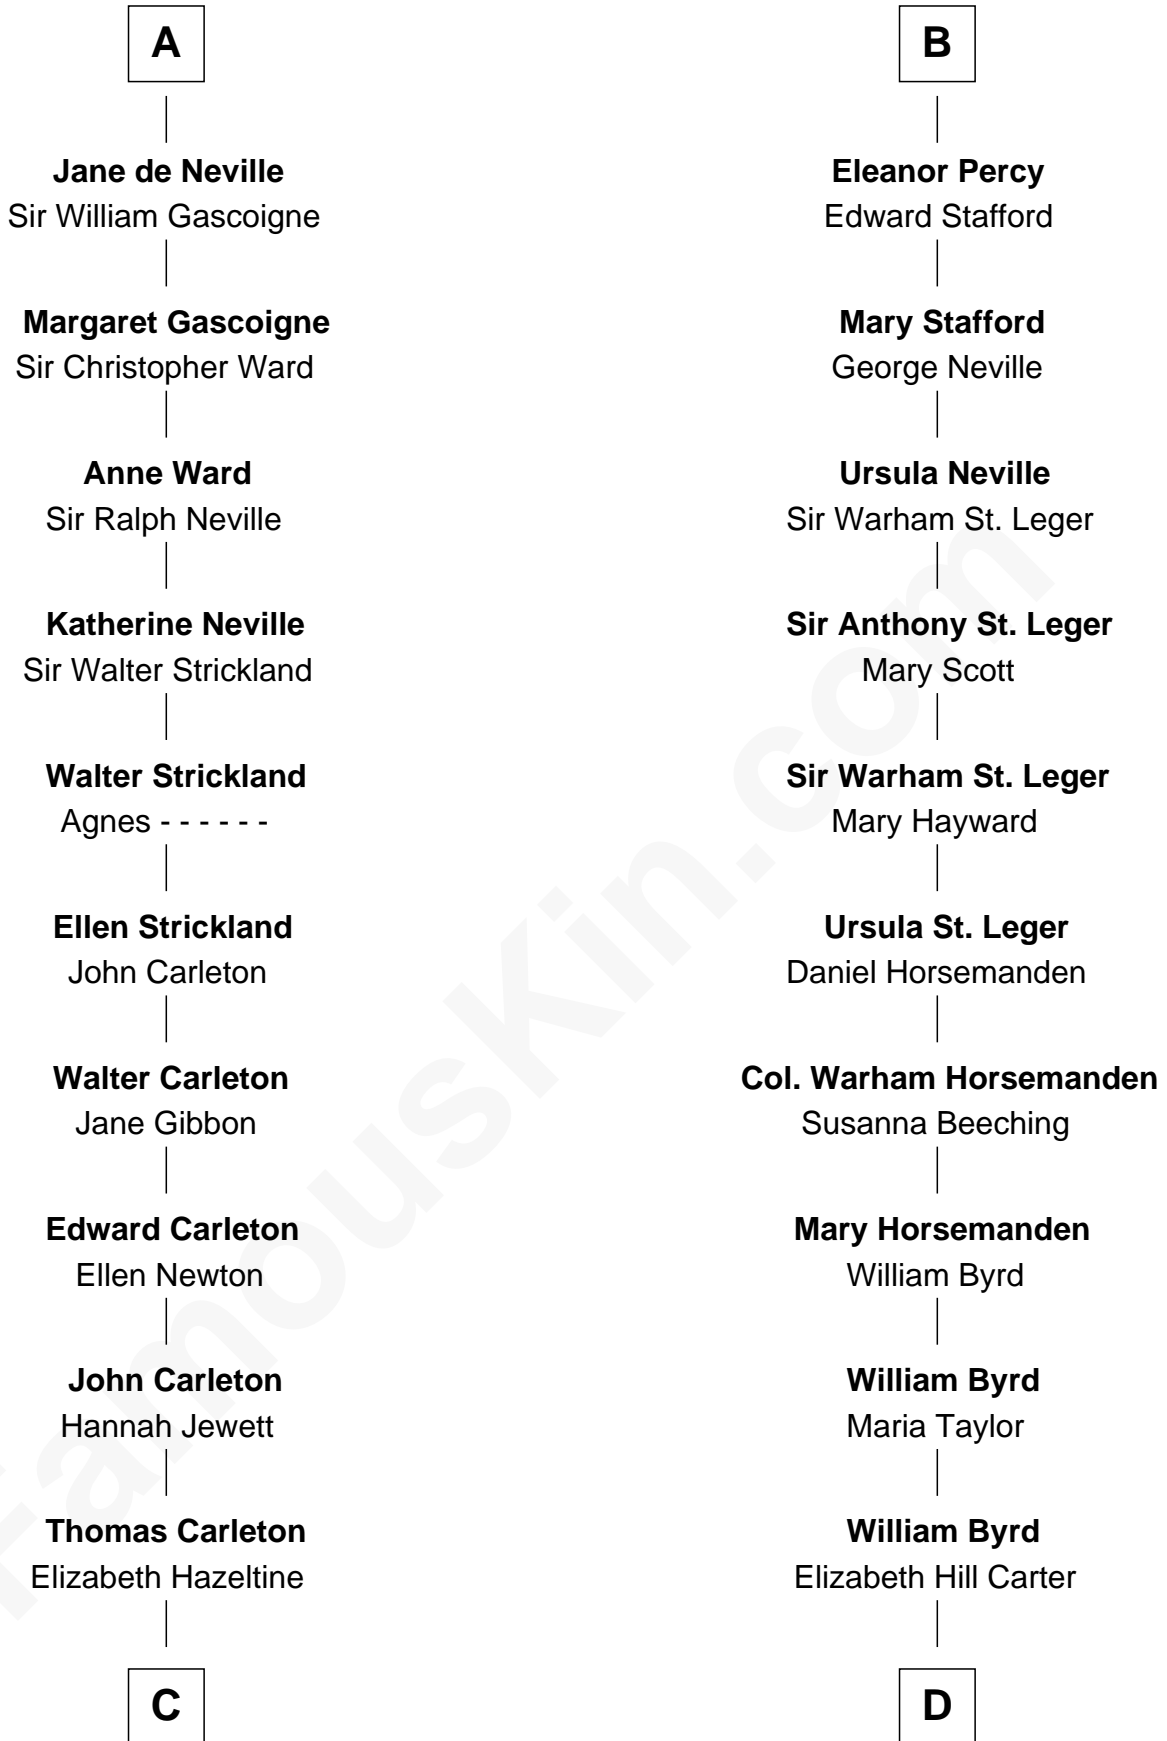 A
Jane de Neville
Sir William Gascoigne
Margaret Gascoigne
Sir Christopher Ward
Anne Ward
Sir Ralph Neville
Katherine Neville
Sir Walter Strickland
Walter Strickland
Agnes - - - - - -
Ellen Strickland
John Carleton
Walter Carleton
Jane Gibbon
Edward Carleton
Ellen Newton
John Carleton
Hannah Jewett
Thomas Carleton
Elizabeth Hazeltine
C
B
Eleanor Percy
Edward Stafford
Mary Stafford
George Neville
Ursula Neville
Sir Warham St. Leger
Sir Anthony St. Leger
Mary Scott
Sir Warham St. Leger
Mary Hayward
Ursula St. Leger
Daniel Horsemanden
Col. Warham Horsemanden
Susanna Beeching
Mary Horsemanden
William Byrd
William Byrd
Maria Taylor
William Byrd
Elizabeth Hill Carter
D
FamousKin.com